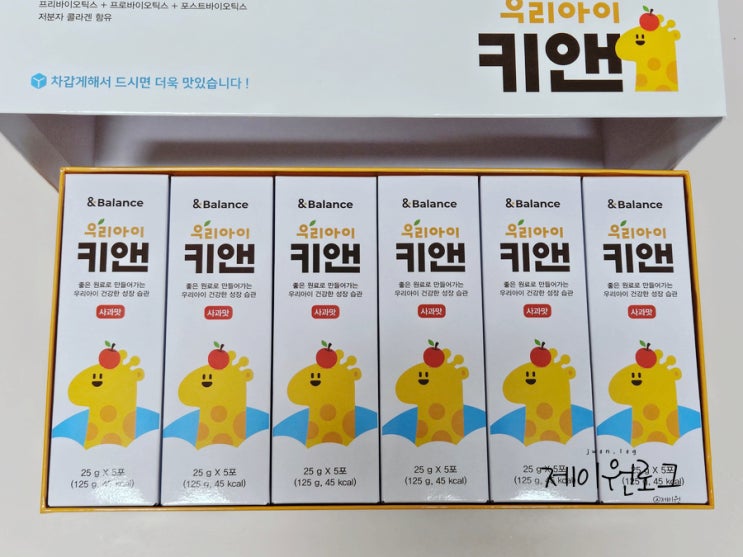 프리바이오틱스 + 프로바이오틱스 + 포스트바이오틱스
저분자 콜라겐 함유
차갑게해서 드시면 더욱 맛있습니다 !
우리아이
키앤
& Balance
우리아이
키앤
좋은 원료로 만들어가는
우리아이 건강한 성장 습관
사과맛
25 g X 5포
(125 g, 45 kcal)
& Balance
우리아이
키앤
좋은 원료로 만들어가는
우리아이 건강한 성장 습관
사과맛
25 g X 5포
(125 g, 45 kcal)
& Balance
우리아이
키앤
좋은 원료로 만들어가는
우리아이 건강한 성장 습관
사과맛
25 g X 5포
(125 g, 45 kcal)
& Balance
우리아이
키앤
좋은 원료로 만들어가는
우리아이 건강한 성장 습관
사과맛
25 g X 5포
(125 g, 45 kcal)
& Balance
우리아이
키앤
좋은 원료로 만들어가는
우리아이 건강한 성장 습관
사과맛
25 g X 5포
(125 g, 45 kcal)
& Balance
우리아이
키앤
좋은 원료로 만들어가는
우리아이 건강한 성장 습관
사과맛
5포
kcal)
jwon.log
제이원로그
@제이원